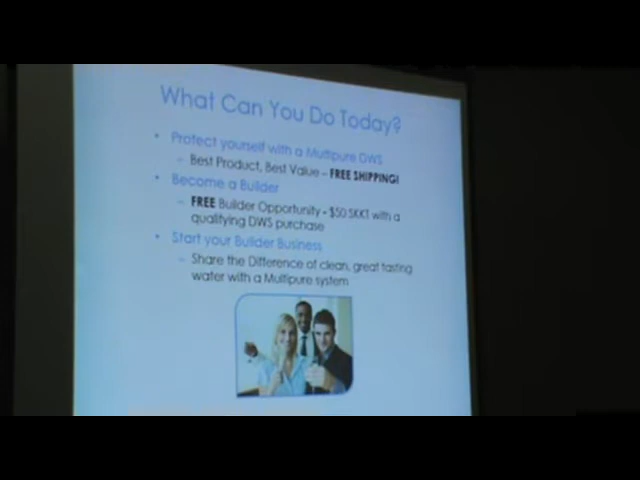 What Can You Do Today?
• Protect yourself with a Multipure DWS
– Best Product, Best Value – FREE SHIPPING!
• Become a Builder
– FREE Builder Opportunity - $50 SKKT with a
qualifying DWS purchase
• Start your Builder Business
– Share the Difference of clean, great tasting
water with a Multipure system